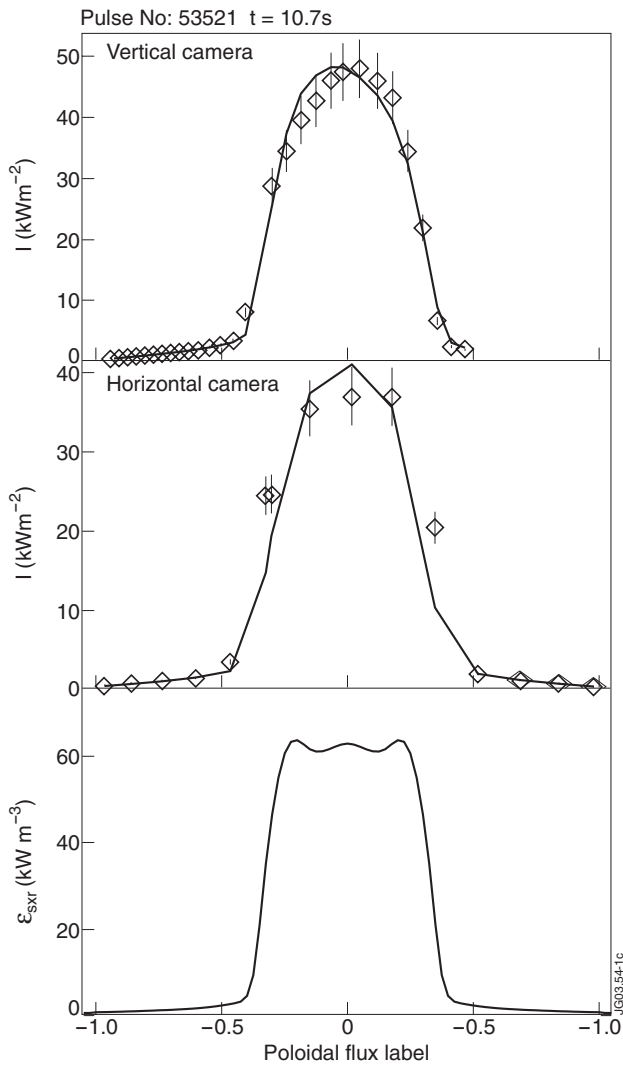 Pulse No: 53521 t = 10.7s
Vertical camera
50
40
30
20
10
0
I (kWm⁻²)
Horizontal camera
40
30
20
10
0
I (kWm⁻²)
60
40
20
0
εsxr (kW m⁻³)
−1.0 −0.5 0 −0.5 −1.0
Poloidal flux label
JG03.54-1c